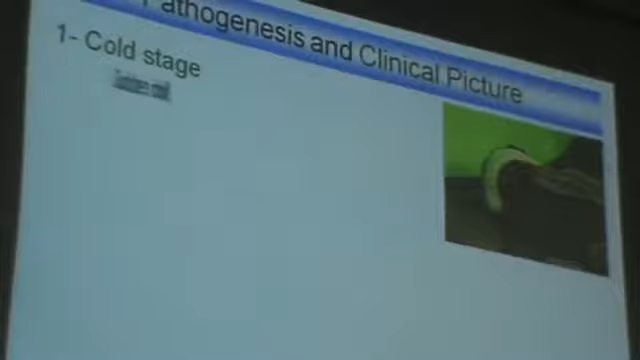 Pathogenesis and Clinical Picture
1- Cold stage